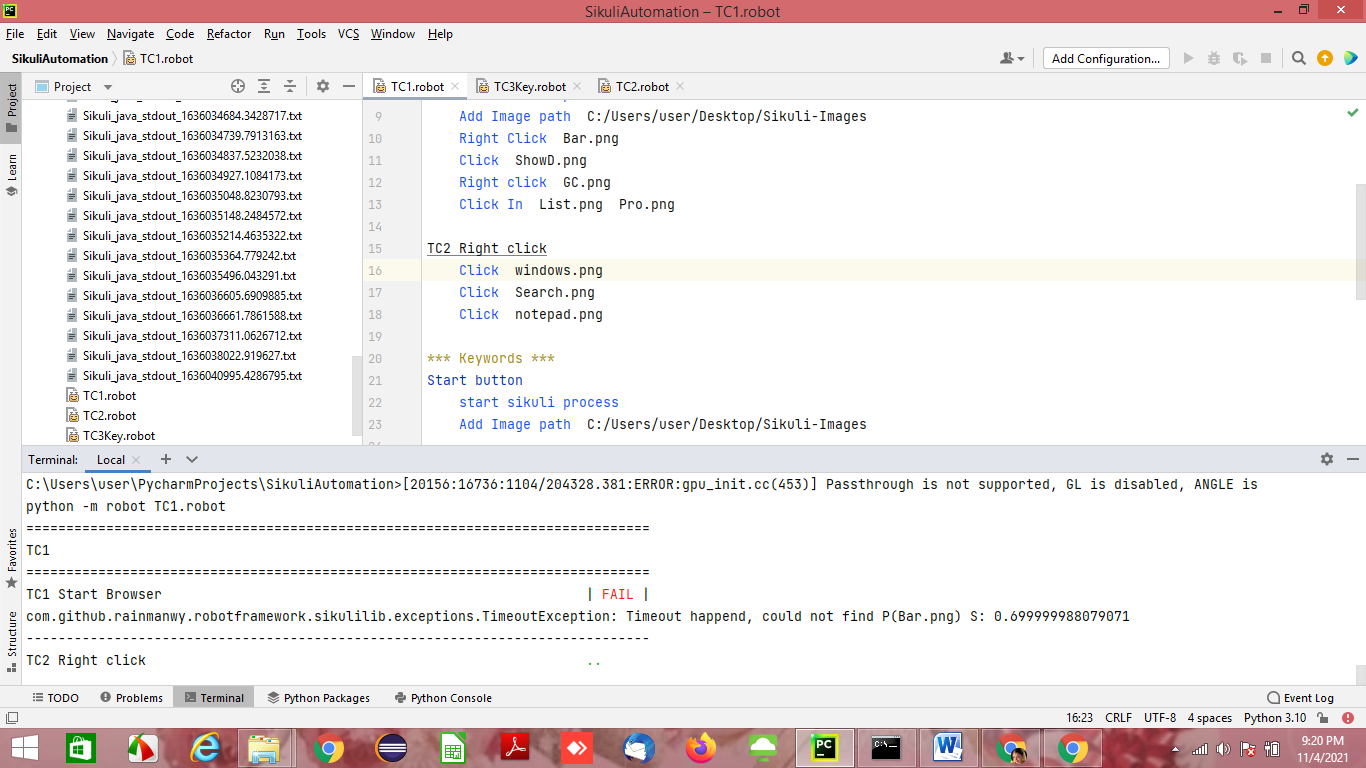 SikuliAutomation – TC1.robot
File Edit View Navigate Code Refactor Run Tools VCS Window Help
SikuliAutomation TC1.robot Add Configuration...
Project
TC1.robot TC3Key.robot TC2.robot
Project
Learn
Sikuli_java_stdout_1636034684.3428717.txt
Sikuli_java_stdout_1636034739.7913163.txt
Sikuli_java_stdout_1636034837.5232038.txt
Sikuli_java_stdout_1636034927.1084173.txt
Sikuli_java_stdout_1636035048.8230793.txt
Sikuli_java_stdout_1636035148.2484572.txt
Sikuli_java_stdout_1636035214.4635322.txt
Sikuli_java_stdout_1636035364.779242.txt
Sikuli_java_stdout_1636035496.043291.txt
Sikuli_java_stdout_1636036605.6909885.txt
Sikuli_java_stdout_1636036661.7861588.txt
Sikuli_java_stdout_1636037311.0626712.txt
Sikuli_java_stdout_1636038022.919627.txt
Sikuli_java_stdout_1636040995.4286795.txt
TC1.robot
TC2.robot
TC3Key.robot
9 Add Image path C:/Users/user/Desktop/Sikuli-Images
10 Right Click Bar.png
11 Click ShowD.png
12 Right click GC.png
13 Click In List.png Pro.png
14
15 TC2 Right click
16 Click windows.png
17 Click Search.png
18 Click notepad.png
19
20 *** Keywords ***
21 Start button
22 start sikuli process
23 Add Image path C:/Users/user/Desktop/Sikuli-Images
Terminal: Local
C:\Users\user\PycharmProjects\SikuliAutomation>[20156:16736:1104/204328.381:ERROR:gpu_init.cc(453)] Passthrough is not supported, GL is disabled, ANGLE is
python -m robot TC1.robot
==============================================================================
TC1
==============================================================================
TC1 Start Browser | FAIL |
com.github.rainmanwy.robotframework.sikulilib.exceptions.TimeoutException: Timeout happend, could not find P(Bar.png) S: 0.699999988079071
------------------------------------------------------------------------------
TC2 Right click ..
Favorites
Structure
TODO Problems Terminal Python Packages Python Console Event Log
16:23 CRLF UTF-8 4 spaces Python 3.10
9:20 PM
11/4/2021